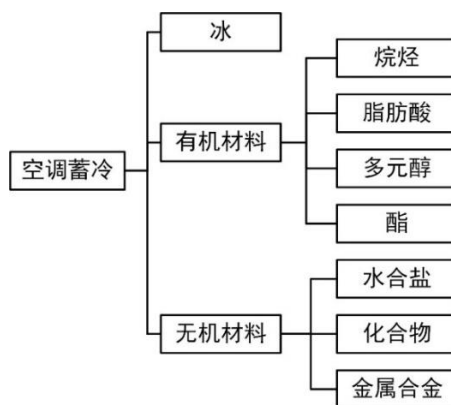 空调蓄冷
冰
有机材料
烷烃
脂肪酸
多元醇
酯
无机材料
水合盐
化合物
金属合金